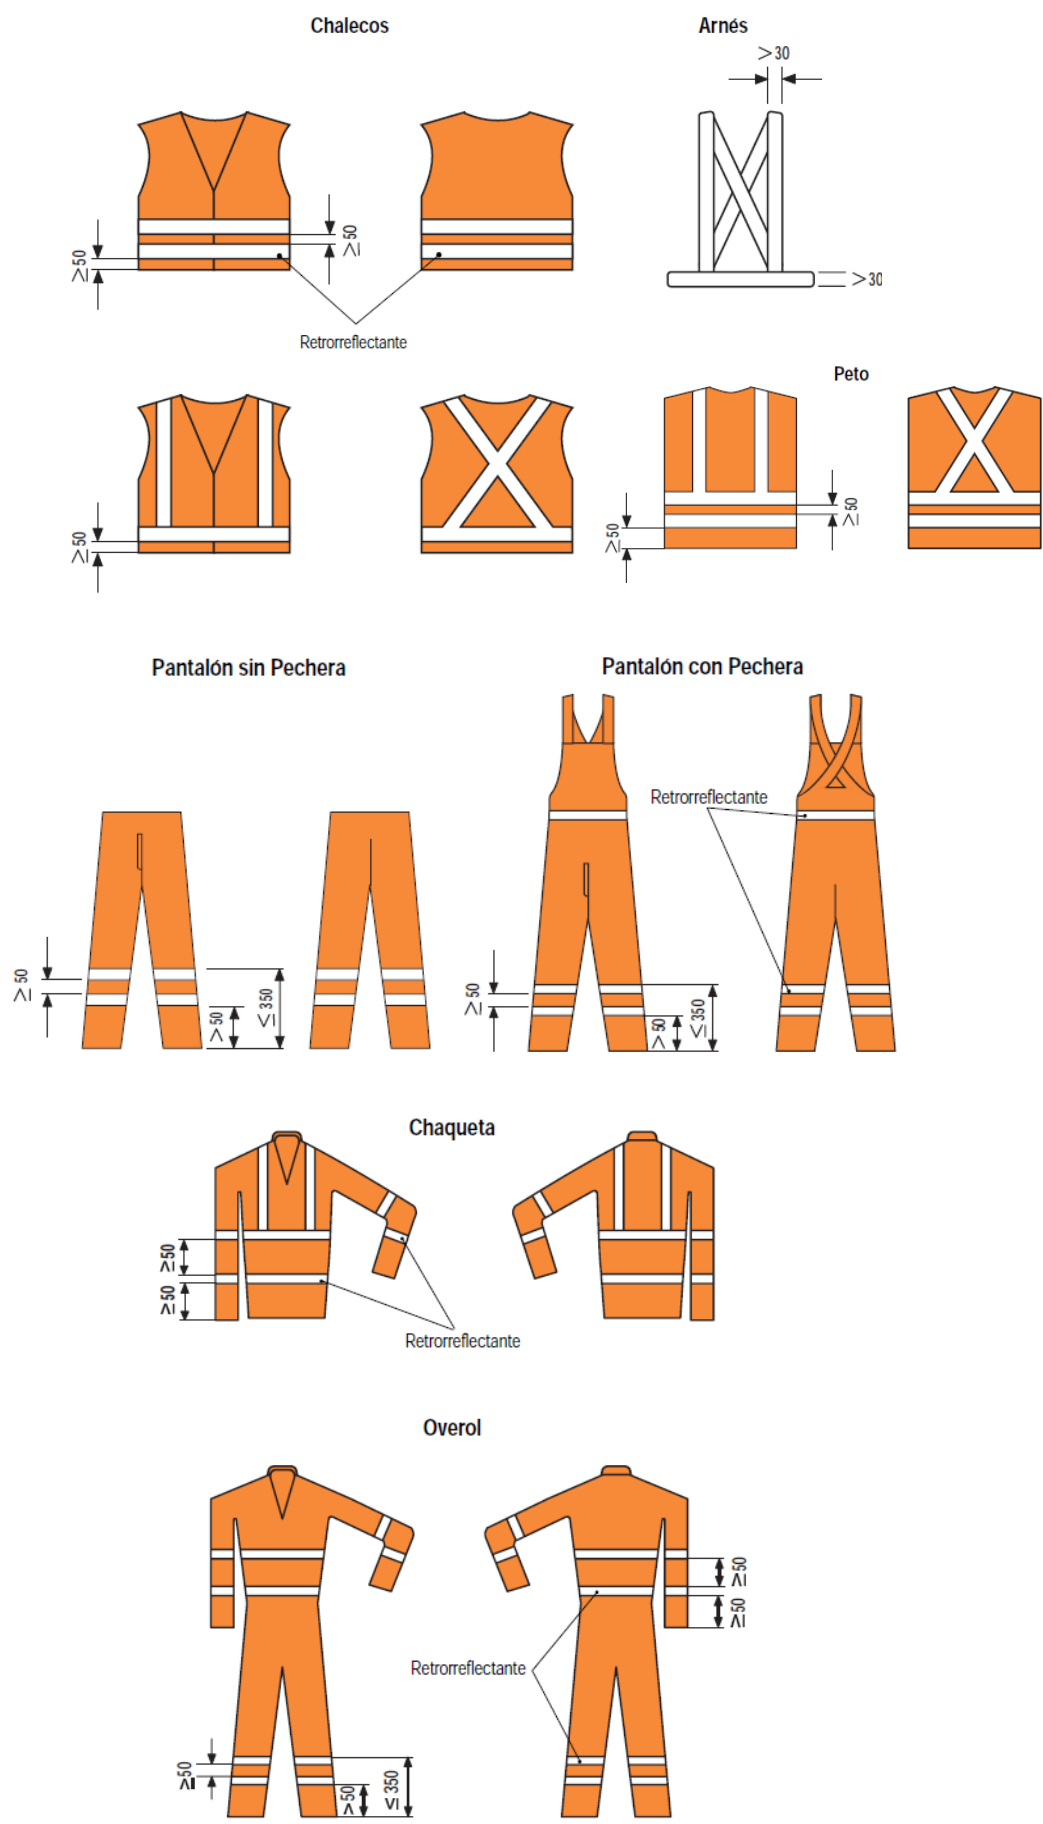 Chalecos
Arnés
>30
≥50
≥50
>30
Retrorreflectante
Peto
≥50
≥50
≥50
Pantalón sin Pechera
Pantalón con Pechera
Retrorreflectante
≥50
>50
≤350
≥50
>50
≤350
Chaqueta
≥50
≥50
Retrorreflectante
Overol
≥50
≥50
Retrorreflectante
≥50
>50
≤350